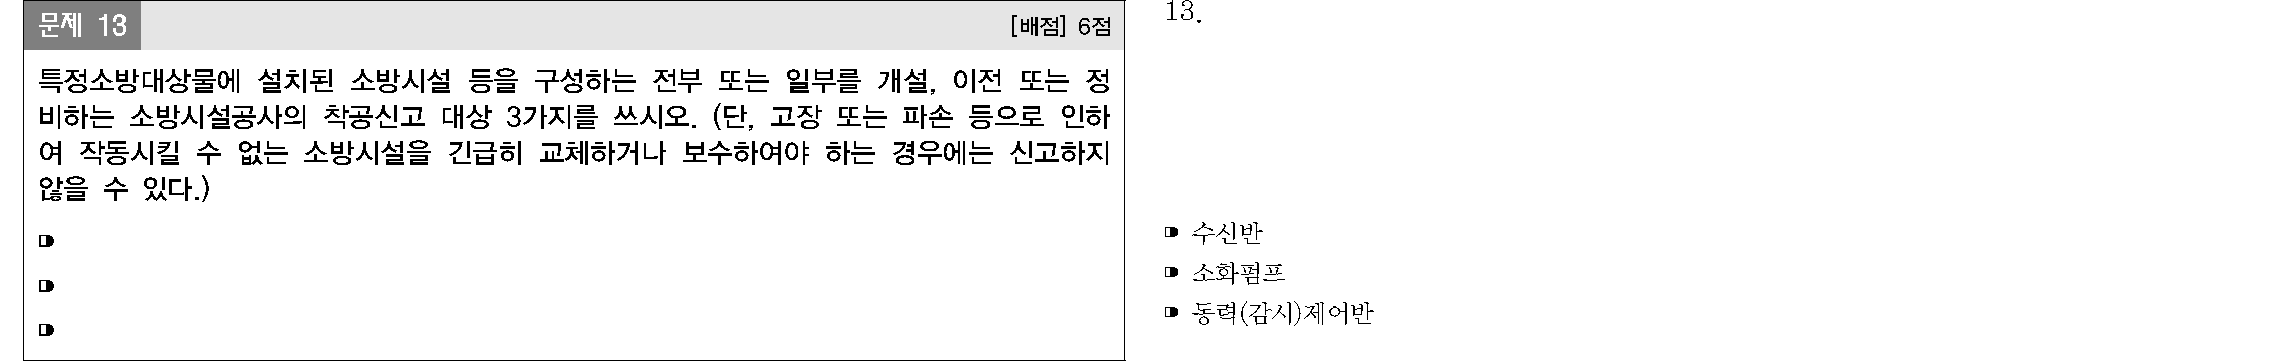 문제 13
[배점] 6점
특정소방대상물에 설치된 소방시설 등을 구성하는 전부 또는 일부를 개설, 이전 또는 정
비하는 소방시설공사의 착공신고 대상 3가지를 쓰시오. (단, 고장 또는 파손 등으로 인하
여 작동시킬 수 없는 소방시설을 긴급히 교체하거나 보수하여야 하는 경우에는 신고하지
않을 수 있다.)
13.
수신반
소화펌프
동력(감시)제어반